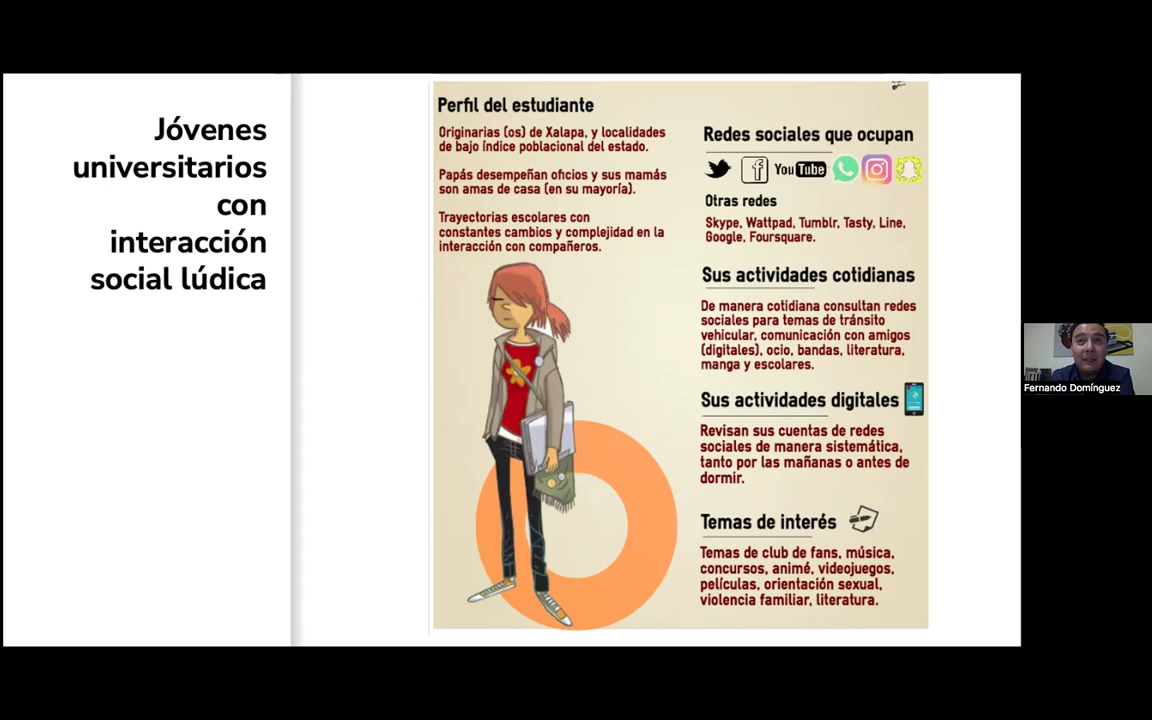 Jóvenes
universitarios
con
interacción
social lúdica
Perfil del estudiante
Originarias (os) de Xalapa, y localidades
de bajo índice poblacional del estado.
Papás desempeñan oficios y sus mamás
son amas de casa (en su mayoría).
Trayectorias escolares con
constantes cambios y complejidad en la
interacción con compañeros.
Redes sociales que ocupan
You Tube
Otras redes
Skype, Wattpad, Tumblr, Tasty, Line,
Google, Foursquare.
Sus actividades cotidianas
De manera cotidiana consultan redes
sociales para temas de tránsito
vehicular, comunicación con amigos
(digitales), ocio, bandas, literatura,
manga y escolares.
Sus actividades digitales
Revisan sus cuentas de redes
sociales de manera sistemática,
tanto por las mañanas o antes de
dormir.
Temas de interés
Temas de club de fans, música,
concursos, animé, videojuegos,
películas, orientación sexual,
violencia familiar, literatura.
Fernando Domínguez